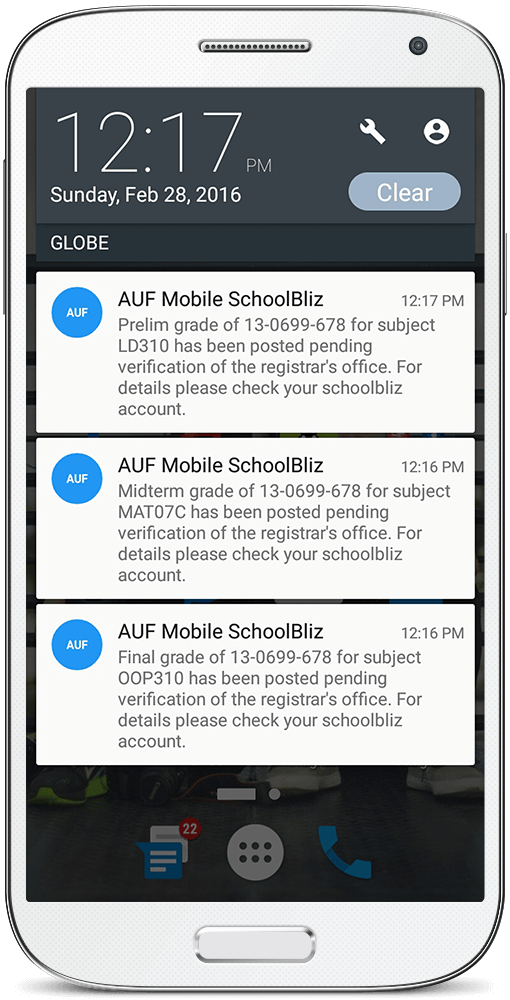 12:17 PM
Sunday, Feb 28, 2016
Clear
GLOBE
AUF
AUF Mobile SchoolBliz
12:17 PM
Prelim grade of 13-0699-678 for subject
LD310 has been posted pending
verification of the registrar's office. For
details please check your schoolbliz
account.
AUF
AUF Mobile SchoolBliz
12:16 PM
Midterm grade of 13-0699-678 for subject
MAT07C has been posted pending
verification of the registrar's office. For
details please check your schoolbliz
account.
AUF
AUF Mobile SchoolBliz
12:16 PM
Final grade of 13-0699-678 for subject
OOP310 has been posted pending
verification of the registrar's office. For
details please check your schoolbliz
account.
22